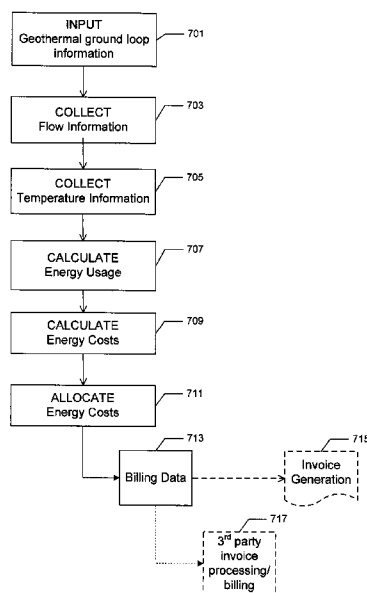 INPUT
Geothermal ground loop
information
701
COLLECT
Flow Information
703
COLLECT
Temperature Information
705
CALCULATE
Energy Usage
707
CALCULATE
Energy Costs
709
ALLOCATE
Energy Costs
711
713
Billing Data
715
Invoice
Generation
717
3rd party
invoice
processing/
billing